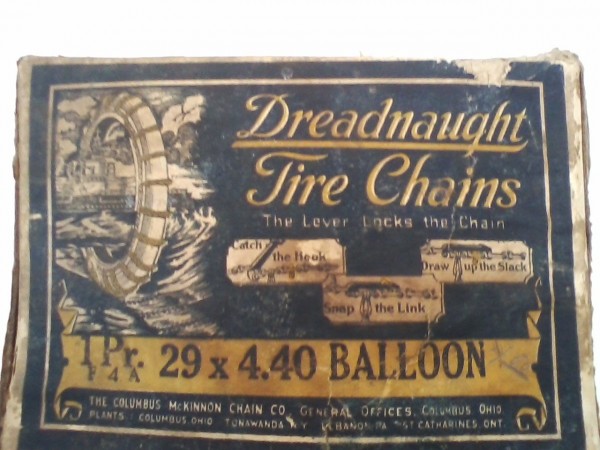 Dreadnaught
Tire Chains
The Lever Locks the Chain
Catch the Hook
Draw up the Slack
Snap the Link
1 Pr. 29 x 4.40 BALLOON
F 4 A
THE COLUMBUS MCKINNON CHAIN CO. GENERAL OFFICES, COLUMBUS OHIO.
PLANTS: COLUMBUS, OHIO TONAWANDA N.Y. LEBANON, PA. ST CATHARINES, ONT.